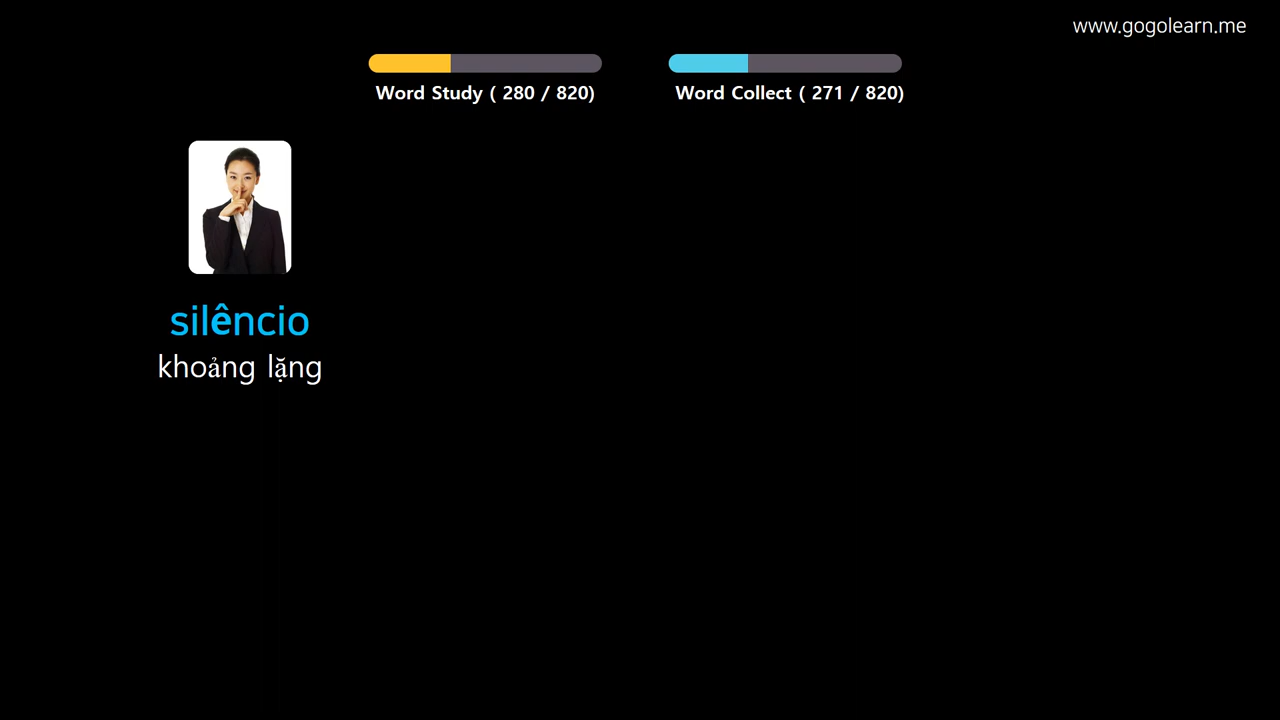 www.gogolearn.me
Word Study ( 280 / 820)
Word Collect ( 271 / 820)
silêncio
khoảng lặng